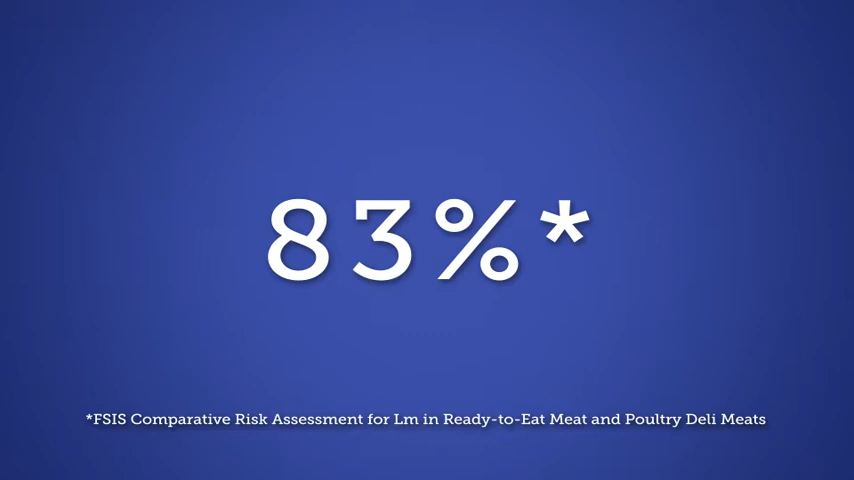 83%*
*FSIS Comparative Risk Assessment for Lm in Ready-to-Eat Meat and Poultry Deli Meats